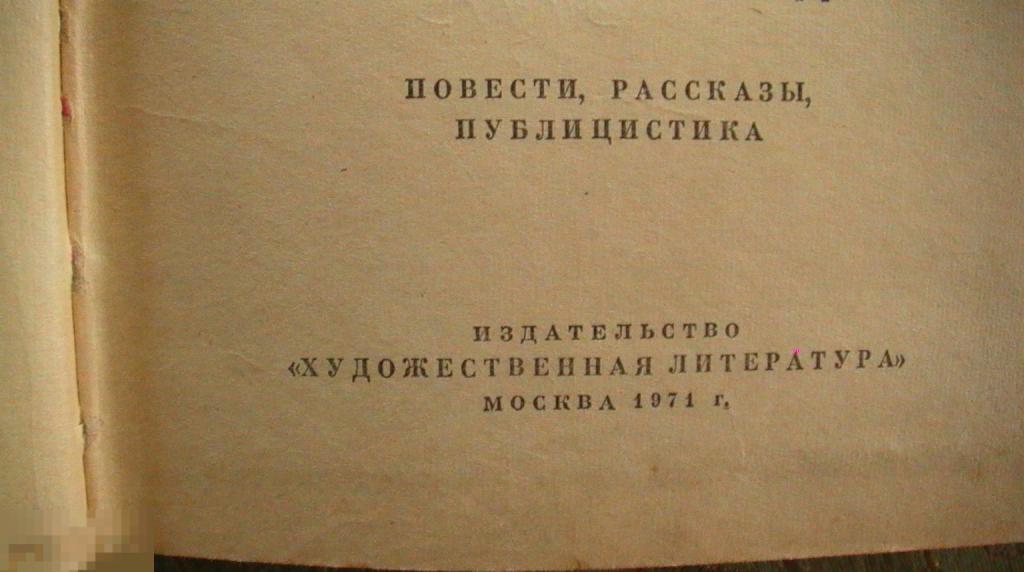 ПОВЕСТИ, РАССКАЗЫ,
ПУБЛИЦИСТИКА
ИЗДАТЕЛЬСТВО
«ХУДОЖЕСТВЕННАЯ ЛИТЕРАТУРА»
МОСКВА 1971 г.